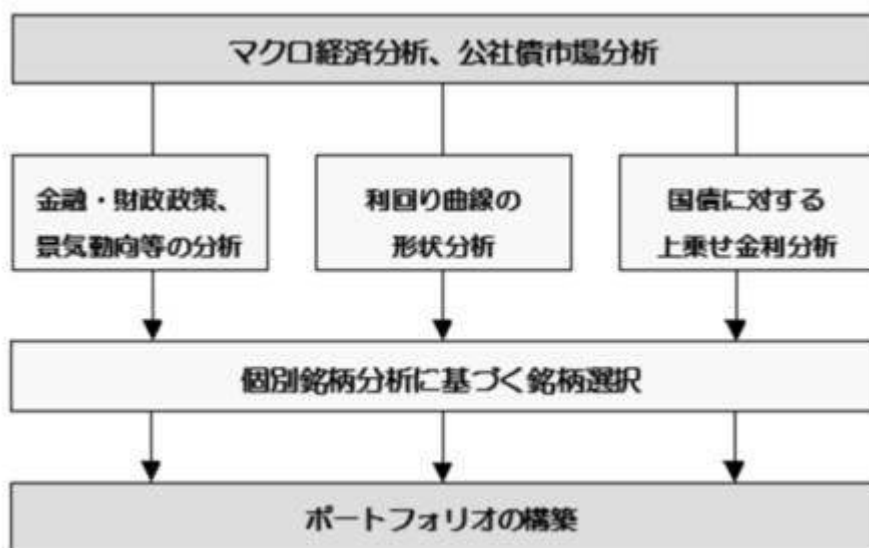 マクロ経済分析、公社債市場分析
金融・財政政策、
景気動向等の分析
利回り曲線の
形状分析
国債に対する
上乗せ金利分析
個別銘柄分析に基づく銘柄選択
ポートフォリオの構築